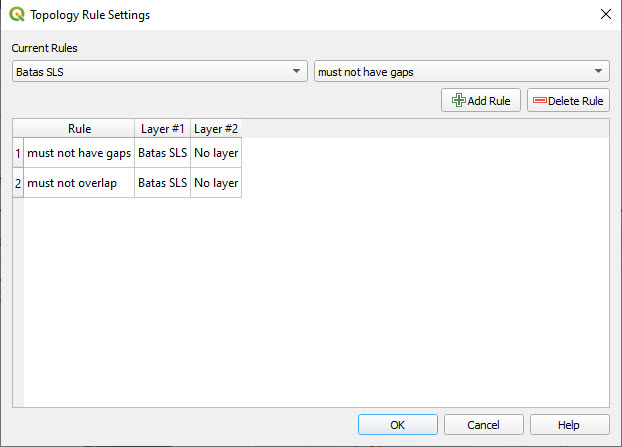 Topology Rule Settings
Current Rules
Batas SLS must not have gaps
Add Rule Delete Rule
Rule Layer #1 Layer #2
1 must not have gaps Batas SLS No layer
2 must not overlap Batas SLS No layer
OK Cancel Help